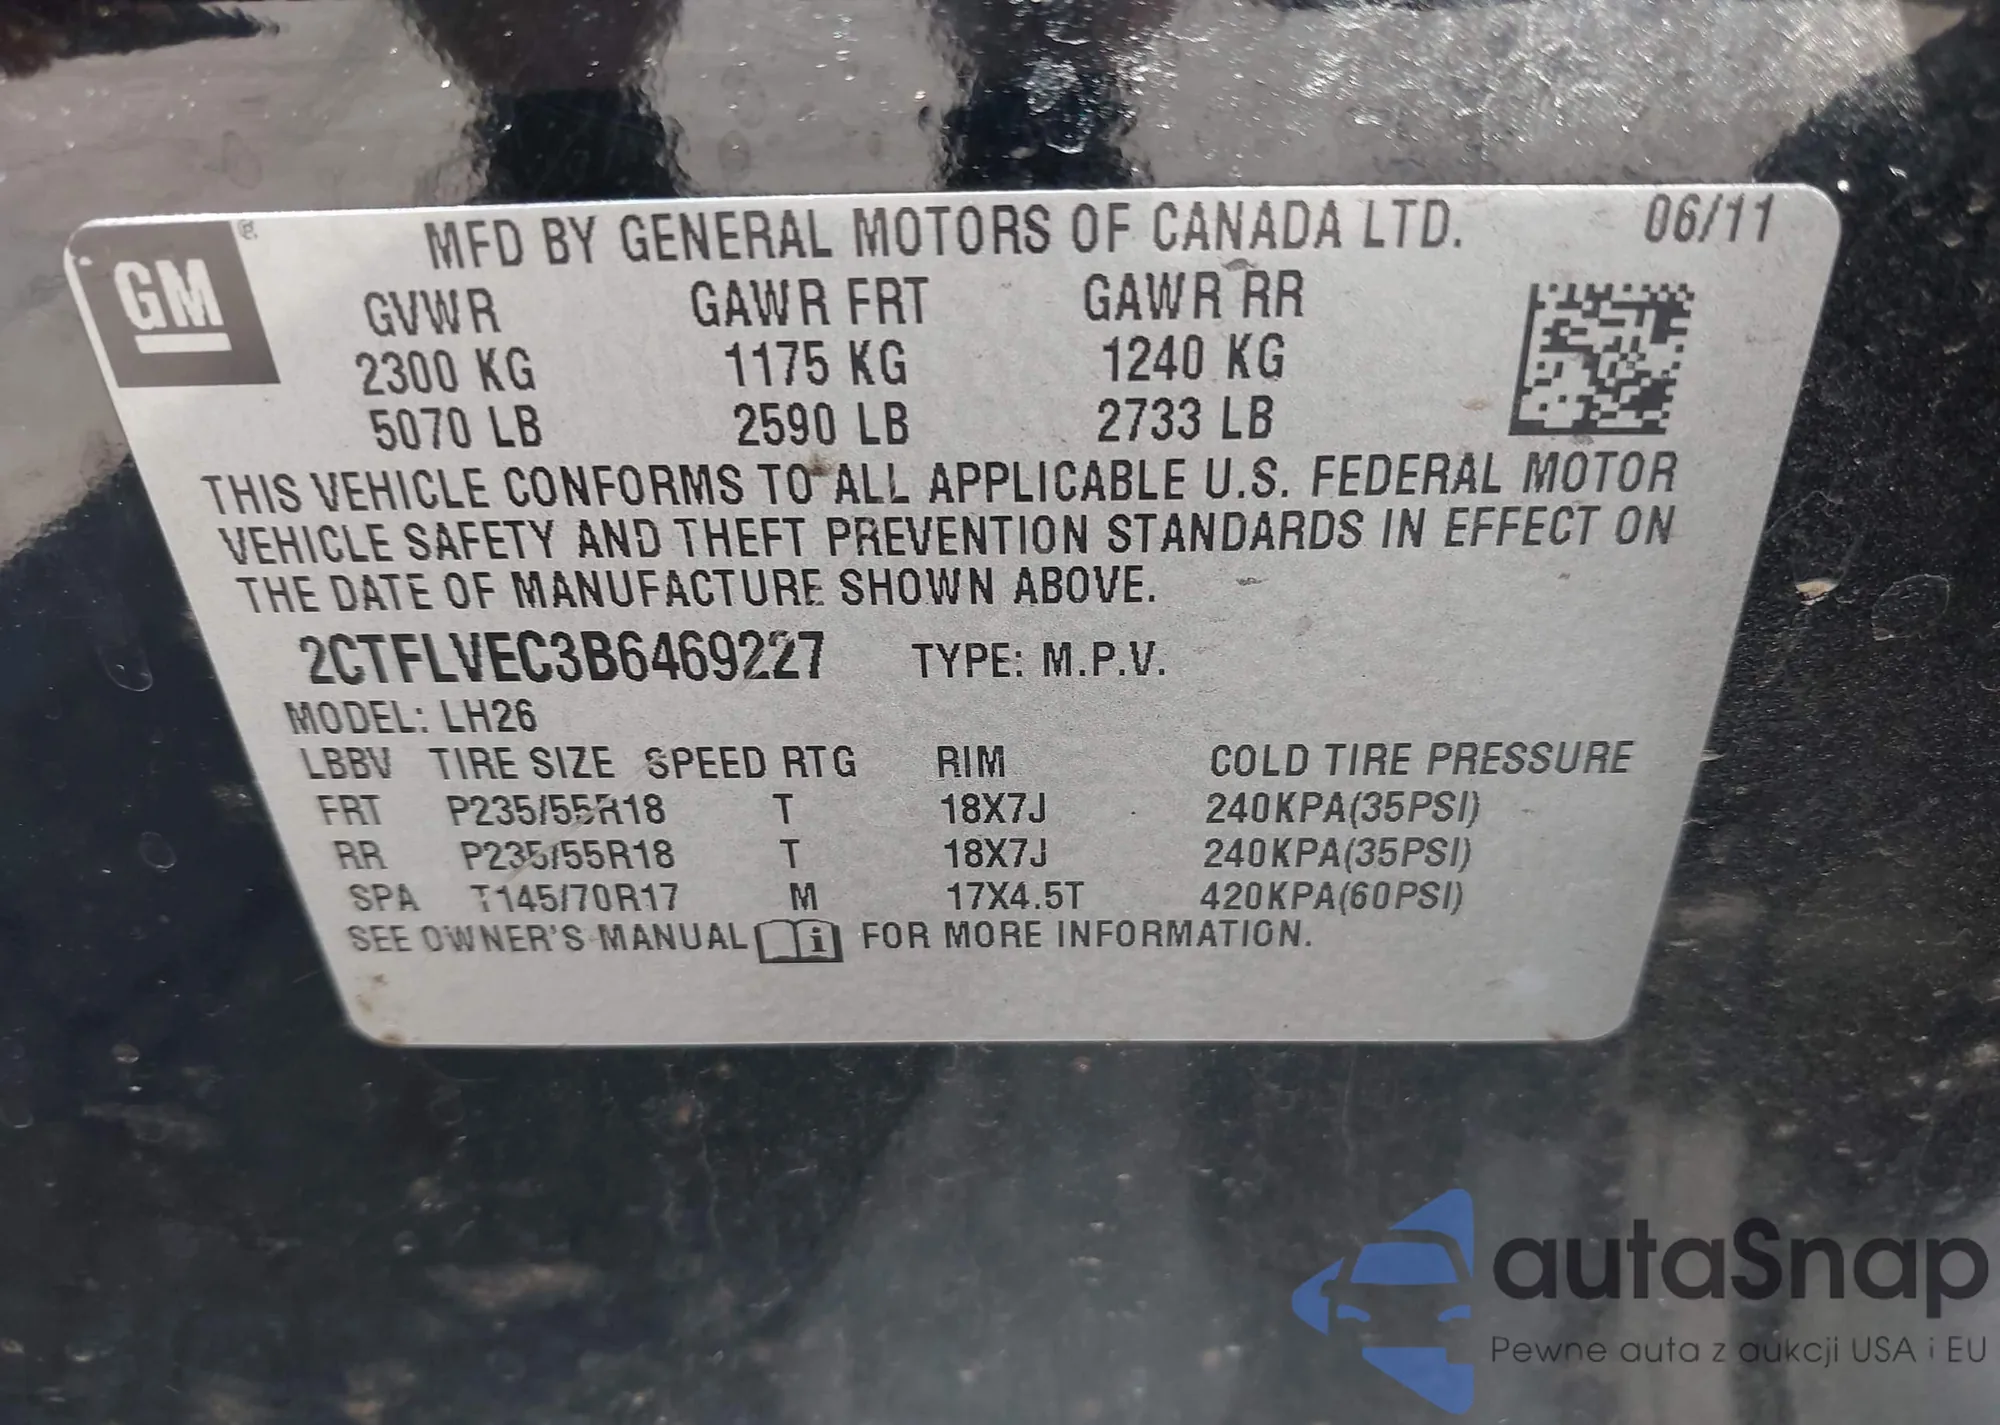 GM ® MFD BY GENERAL MOTORS OF CANADA LTD. 06/11
GVWR GAWR FRT GAWR RR
2300 KG 1175 KG 1240 KG
5070 LB 2590 LB 2733 LB
THIS VEHICLE CONFORMS TO ALL APPLICABLE U.S. FEDERAL MOTOR
VEHICLE SAFETY AND THEFT PREVENTION STANDARDS IN EFFECT ON
THE DATE OF MANUFACTURE SHOWN ABOVE.
2CTFLVEC3B6469227 TYPE: M.P.V.
MODEL: LH26
LBBV TIRE SIZE SPEED RTG RIM COLD TIRE PRESSURE
FRT P235/55R18 T 18X7J 240KPA(35PSI)
RR P235/55R18 T 18X7J 240KPA(35PSI)
SPA T145/70R17 M 17X4.5T 420KPA(60PSI)
SEE OWNER'S MANUAL i FOR MORE INFORMATION.
autaSnap
Pewne auta z aukcji USA i EU